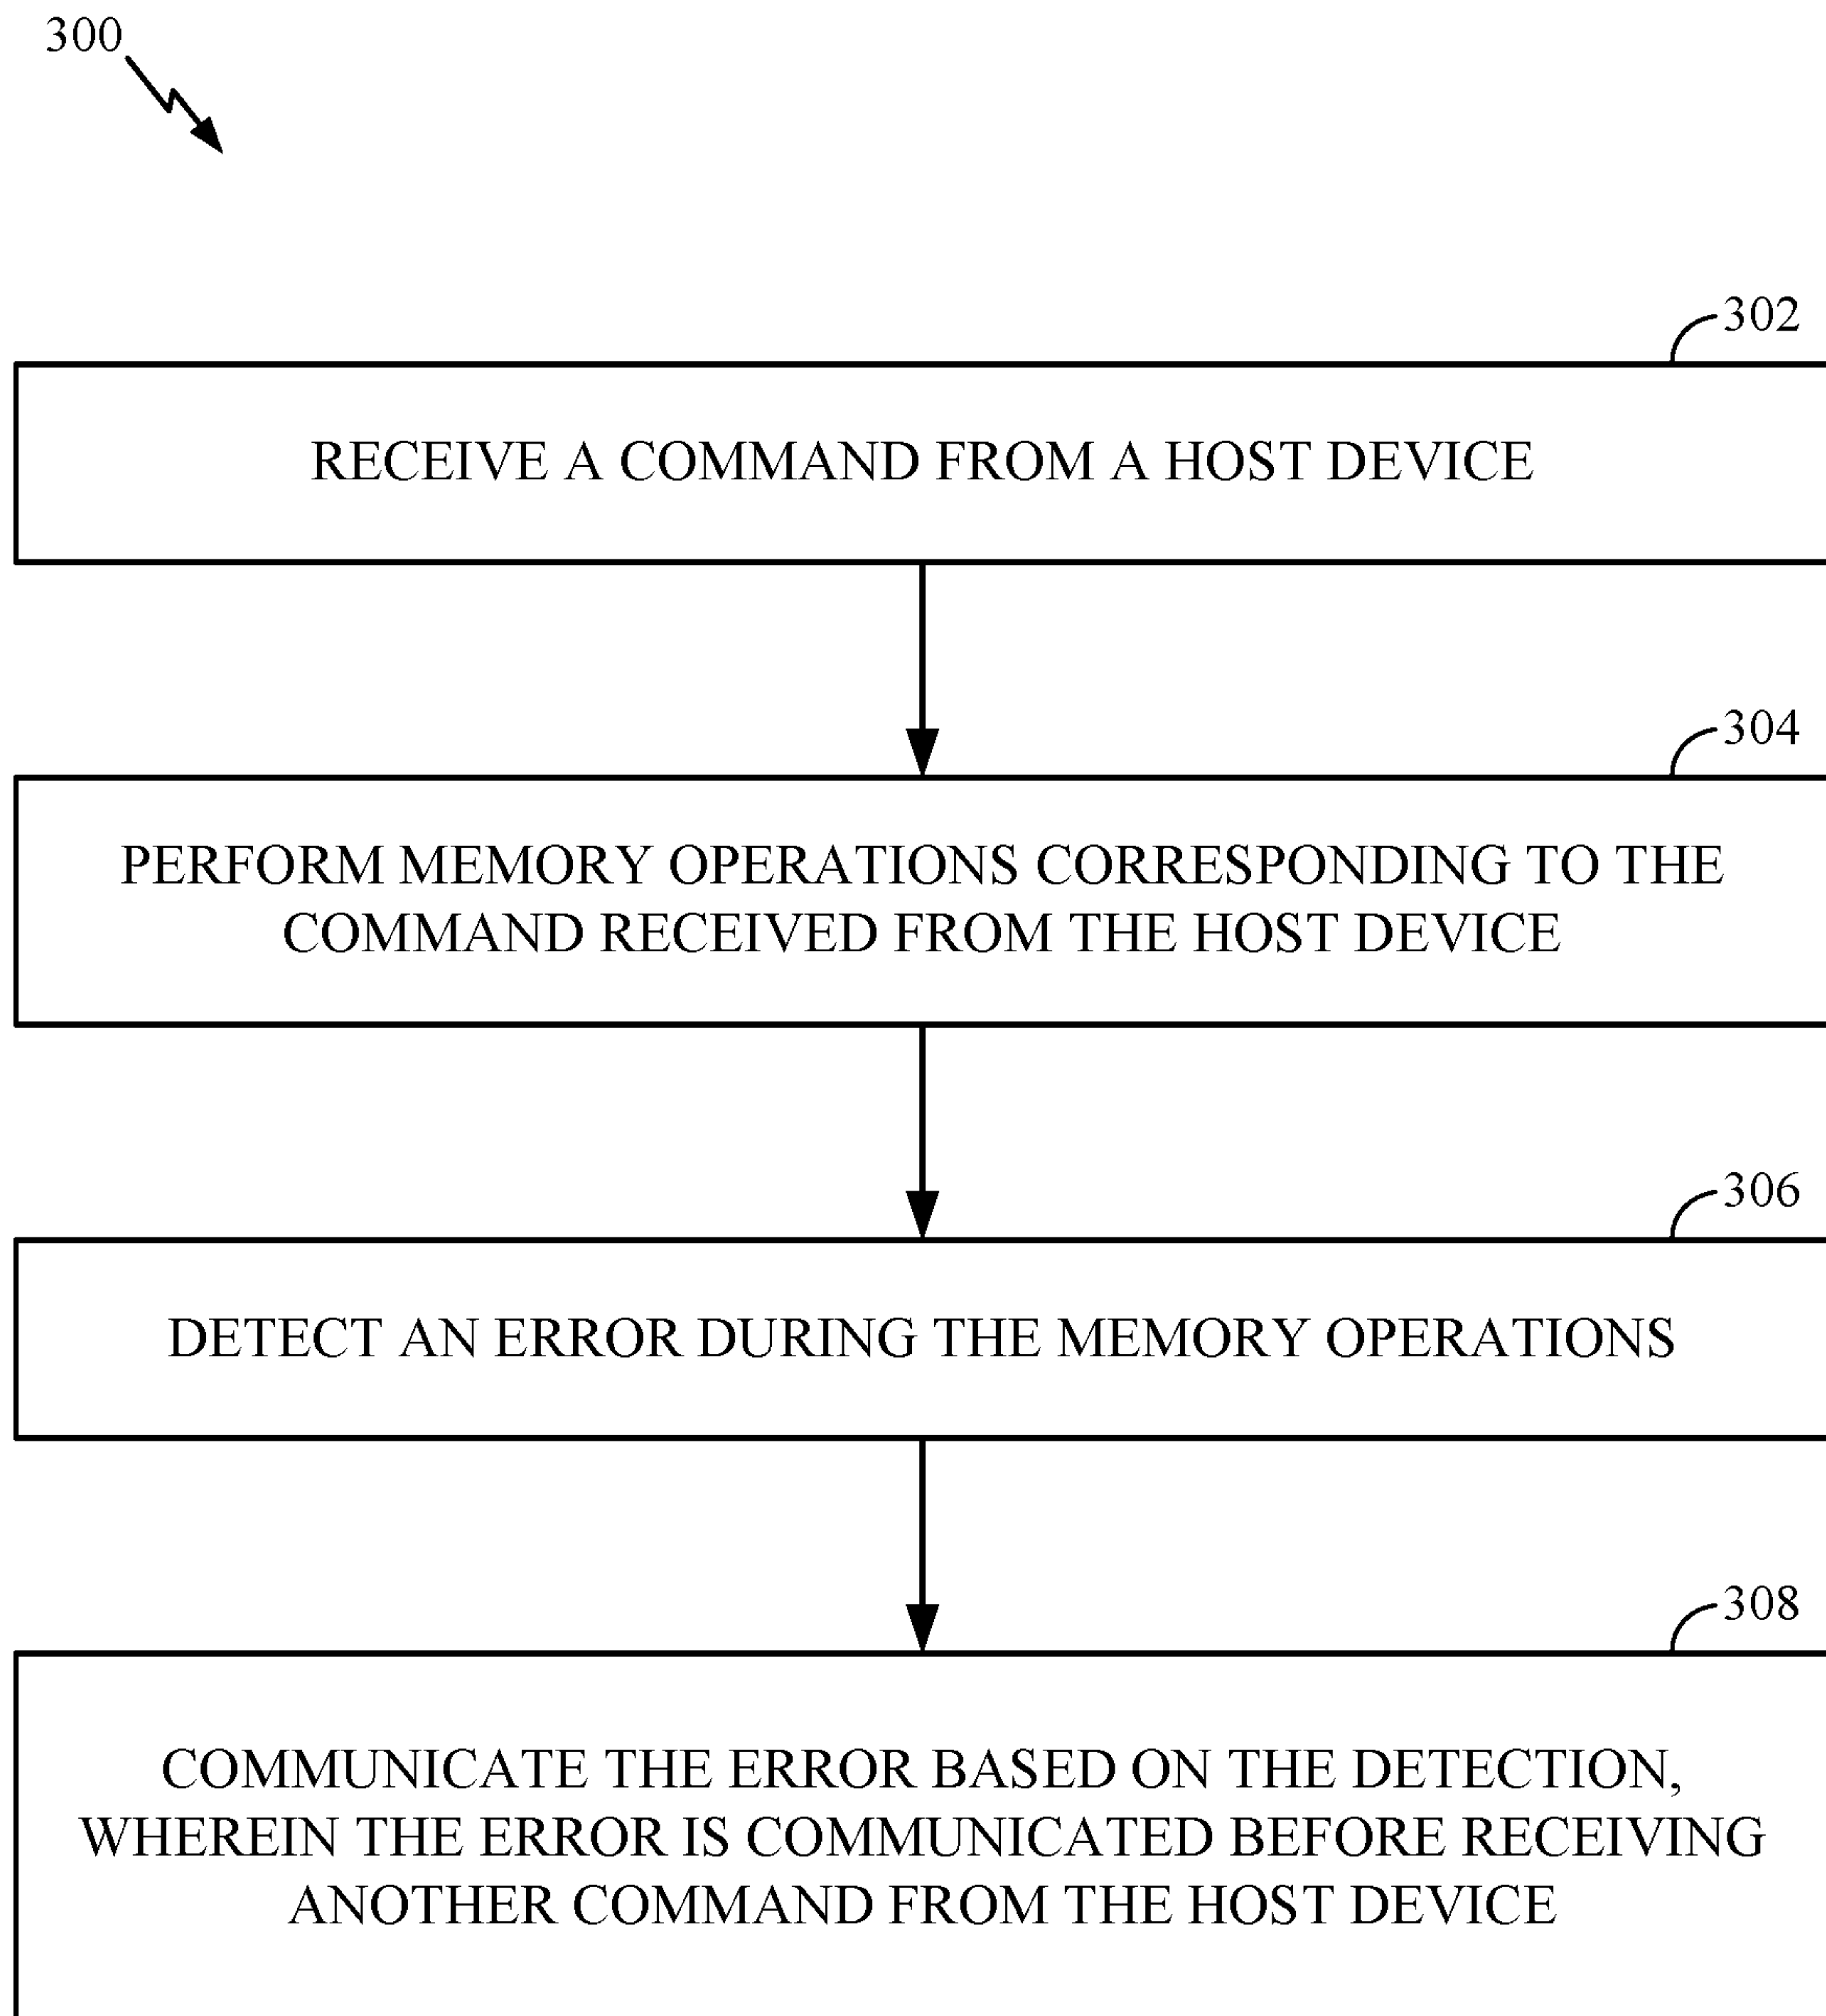 300
302
RECEIVE A COMMAND FROM A HOST DEVICE
304
PERFORM MEMORY OPERATIONS CORRESPONDING TO THE
COMMAND RECEIVED FROM THE HOST DEVICE
306
DETECT AN ERROR DURING THE MEMORY OPERATIONS
308
COMMUNICATE THE ERROR BASED ON THE DETECTION,
WHEREIN THE ERROR IS COMMUNICATED BEFORE RECEIVING
ANOTHER COMMAND FROM THE HOST DEVICE